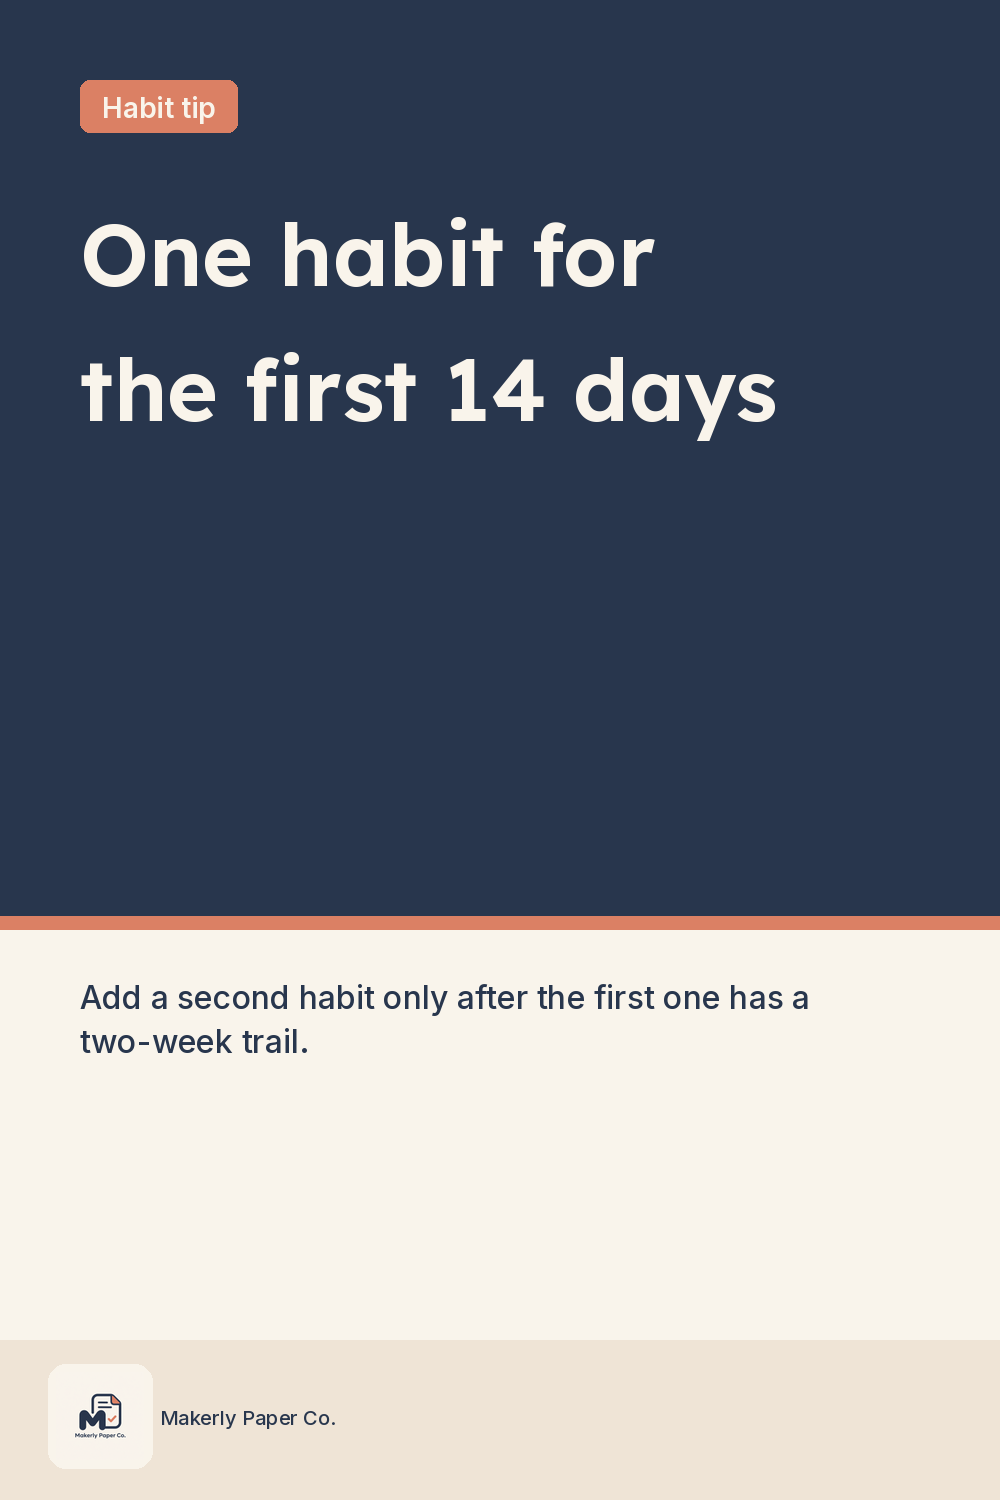 Habit tip
One habit for
the first 14 days
Add a second habit only after the first one has a
two-week trail.
Makerly Paper Co.
Makerly Paper Co.